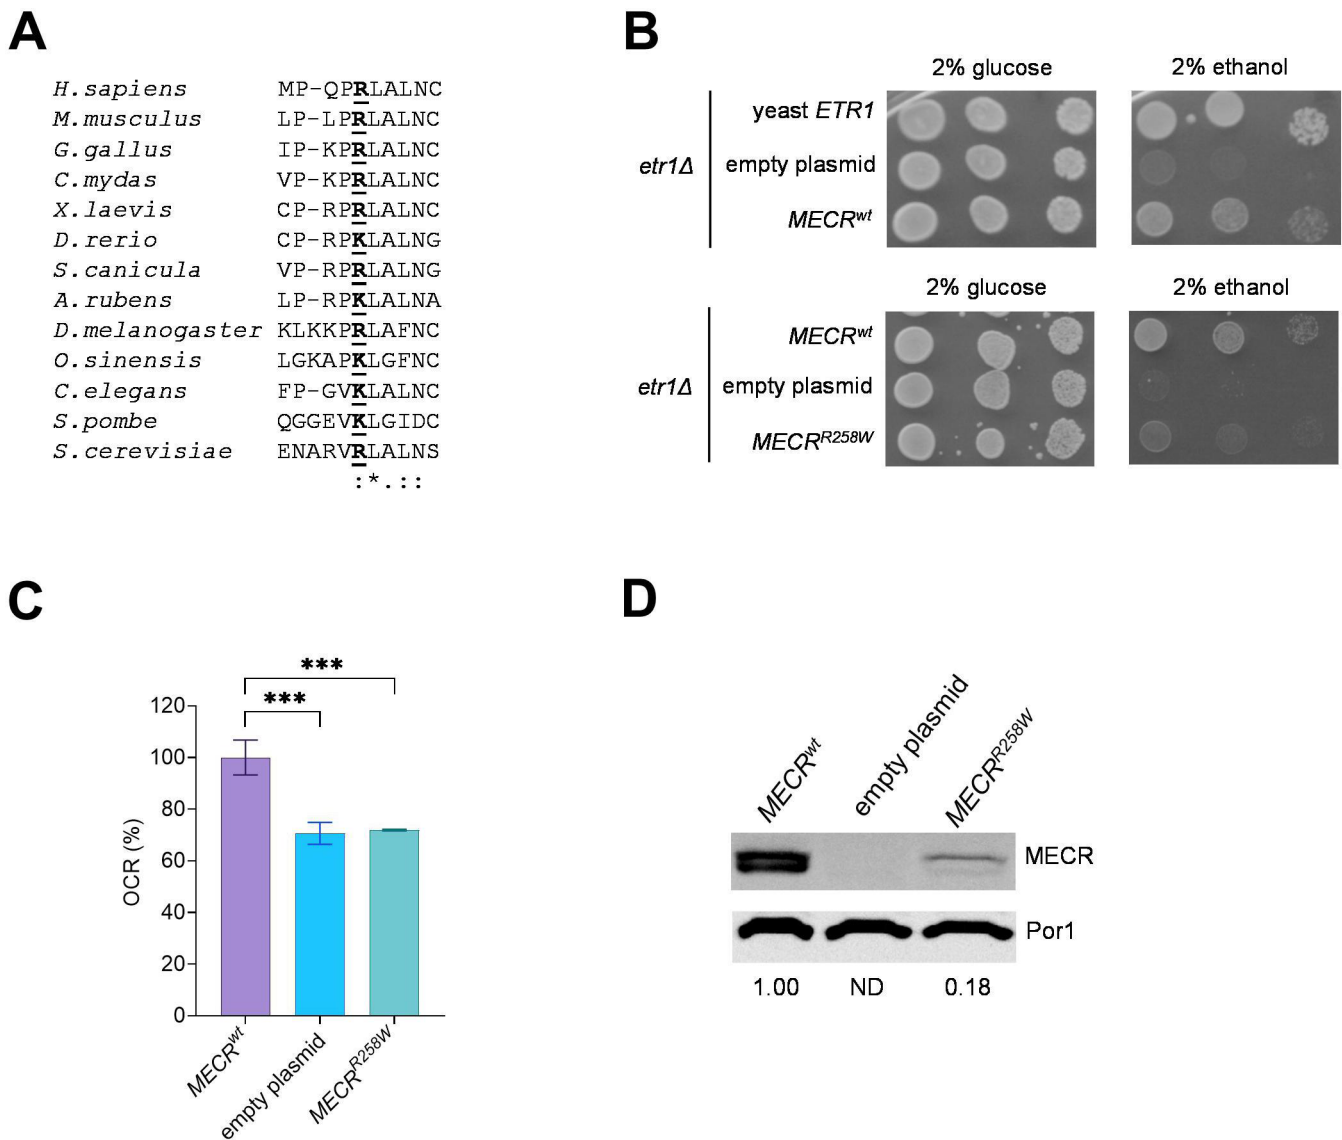 A
H.sapiens MP-QPRLALNC
M.musculus LP-LPRLALNC
G.gallus IP-KPRLALNC
C.mydas VP-KPRLALNC
X.laevis CP-RPRLALNC
D.rerio CP-RPKLALNG
S.canicula VP-RPRLALNG
A.rubens LP-RPKLALNA
D.melanogaster KLKKPRLAFNC
O.sinensis LGKAPKLGFNC
C.elegans FP-GVKLALNC
S.pombe QGGEVKLGIDC
S.cerevisiae ENARVRLALNS
:*.::
B
2% glucose 2% ethanol
etr1Δ
yeast ETR1
empty plasmid
MECRwt
2% glucose 2% ethanol
etr1Δ
MECRwt
empty plasmid
MECRR258W
C
***
***
OCR (%)
120
100
80
60
40
20
0
MECRwt
empty plasmid
MECRR258W
D
MECRwt
empty plasmid
MECRR258W
MECR
Por1
1.00 ND 0.18